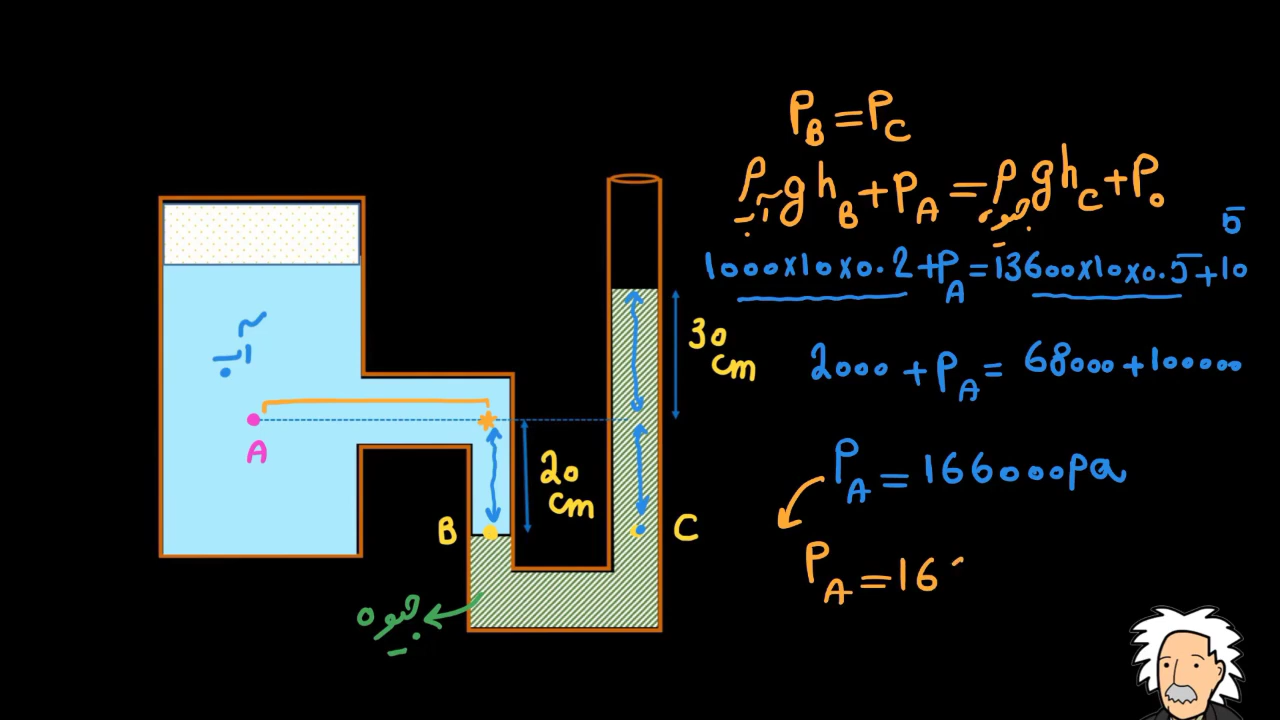 P_B = P_C
ρ_آب g h_B + P_A = ρ_جیوه g h_C + P_0
1000×10×0.2 + P_A = 13600×10×0.5 + 10^5
2000 + P_A = 68000 + 100000
P_A = 166000 pa
P_A = 16
آب
A
B
C
20 cm
30 cm
جیوه